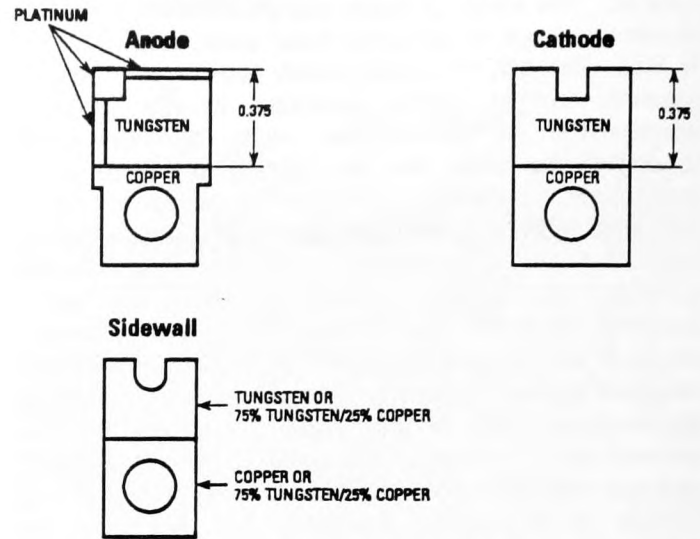 PLATINUM
Anode
TUNGSTEN
0.375
COPPER
Cathode
TUNGSTEN
0.375
COPPER
Sidewall
TUNGSTEN OR
75% TUNGSTEN/25% COPPER
COPPER OR
75% TUNGSTEN/25% COPPER